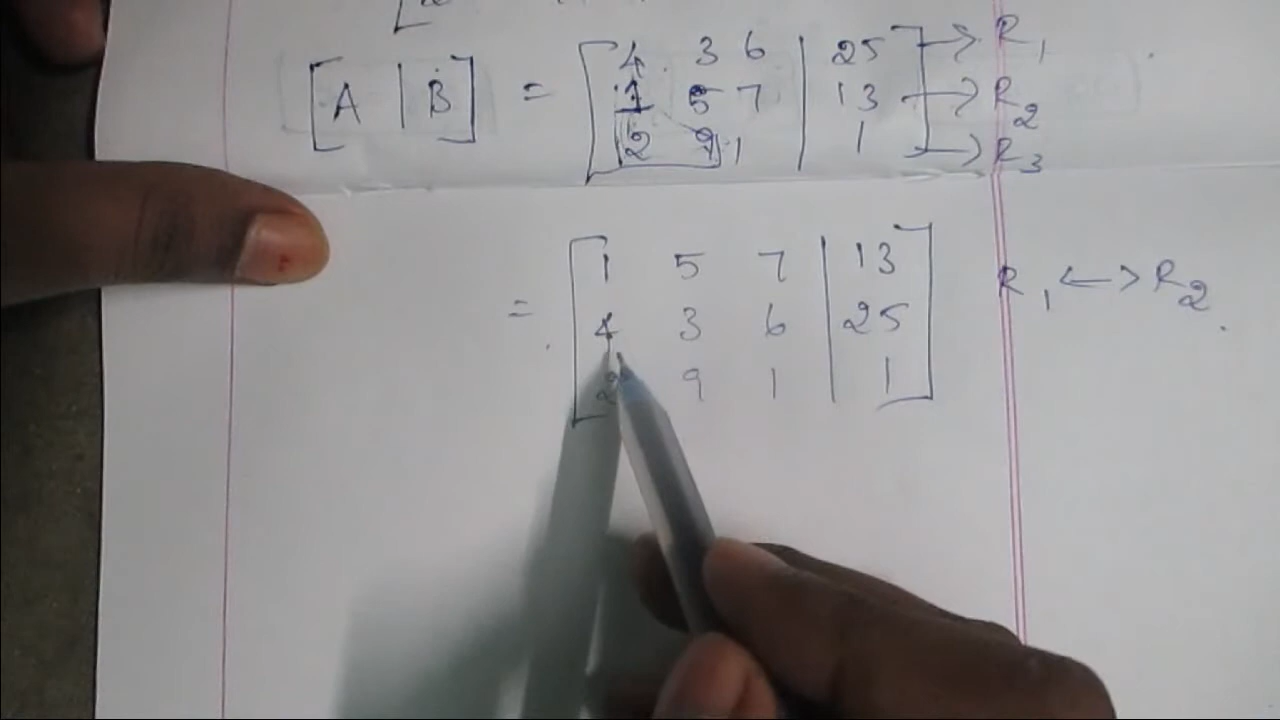 [A | B] = [4 3 6 | 25] → R1
1 5 7 | 13 → R2
2 9 1 | 1 → R3
= [1 5 7 | 13] R1 ↔ R2.
4 3 6 | 25
2 9 1 | 1